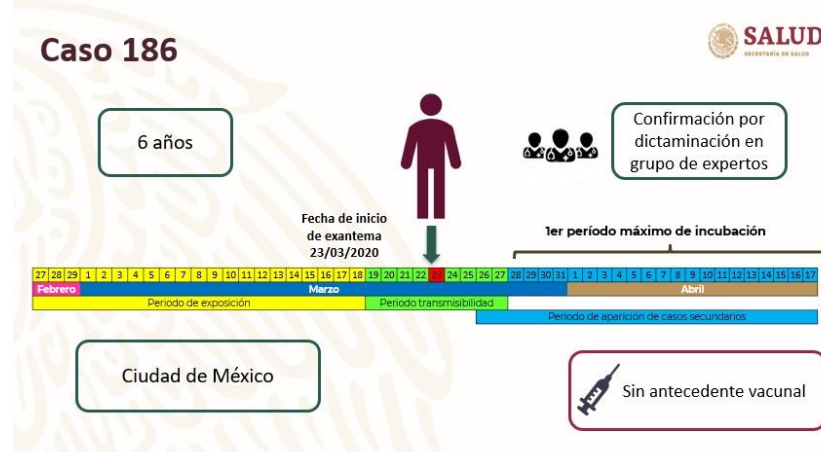 Caso 186
SALUD
SECRETARÍA DE SALUD
6 años
Confirmación por
dictaminación en
grupo de expertos
Fecha de inicio
de exantema
23/03/2020
1er período máximo de incubación
27 28 29 1 2 3 4 5 6 7 8 9 10 11 12 13 14 15 16 17 18 19 20 21 22 23 24 25 26 27 28 29 30 31 1 2 3 4 5 6 7 8 9 10 11 12 13 14 15 16 17
Febrero Marzo Abril
Periodo de exposición Periodo transmisibilidad
Periodo de aparición de casos secundarios
Ciudad de México
Sin antecedente vacunal